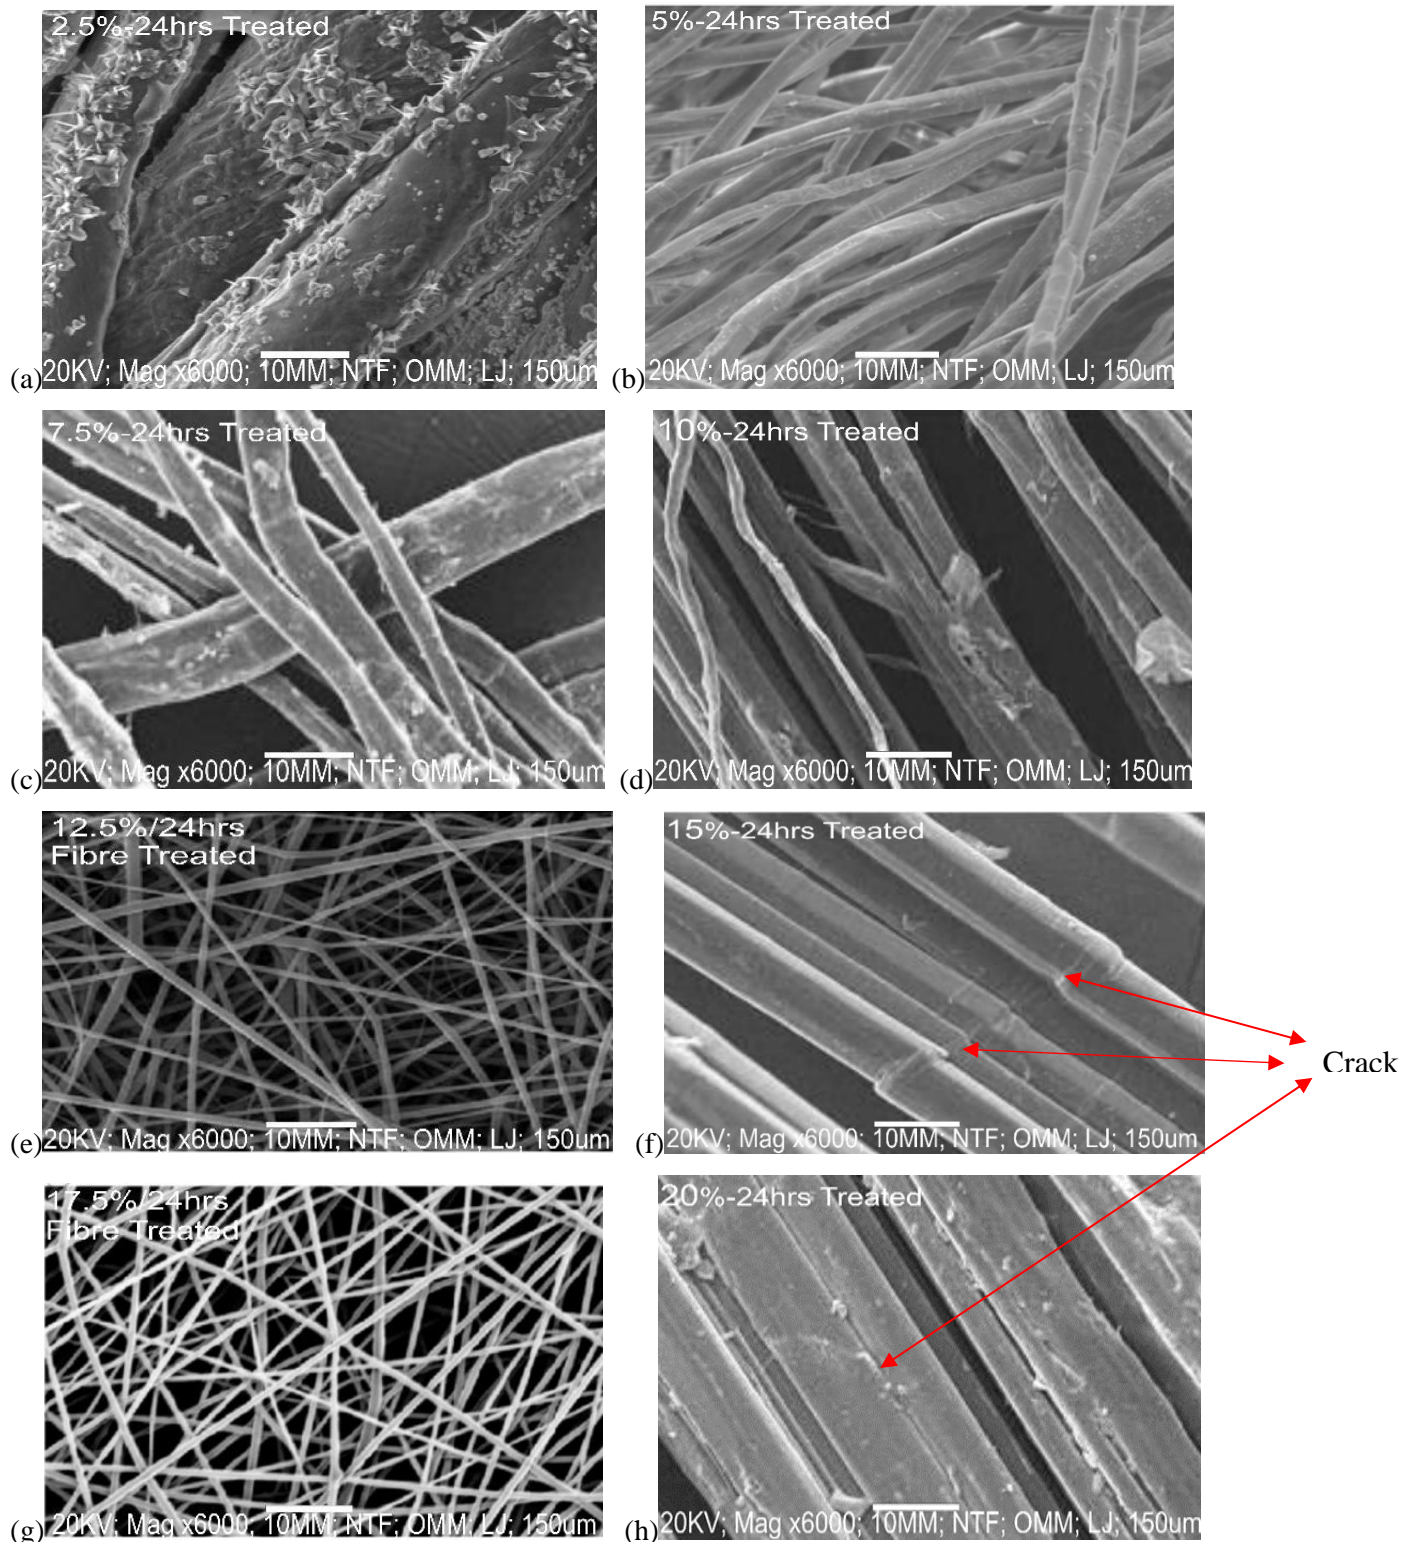 2.5%-24hrs Treated
20KV; Mag x6000; 10MM; NTF; OMM; LJ; 150um
(a)
5%-24hrs Treated
20KV; Mag x6000; 10MM; NTF; OMM; LJ; 150um
(b)
7.5%-24hrs Treated
20KV; Mag x6000; 10MM; NTF; OMM; LJ; 150um
(c)
10%-24hrs Treated
20KV; Mag x6000; 10MM; NTF; OMM; LJ; 150um
(d)
12.5%/24hrs
Fibre Treated
20KV; Mag x6000; 10MM; NTF; OMM; LJ; 150um
(e)
15%-24hrs Treated
20KV; Mag x6000; 10MM; NTF; OMM; LJ; 150um
(f)
Crack
17.5%/24hrs
Fibre Treated
20KV; Mag x6000; 10MM; NTF; OMM; LJ; 150um
(g)
20%-24hrs Treated
20KV; Mag x6000; 10MM; NTF; OMM; LJ; 150um
(h)